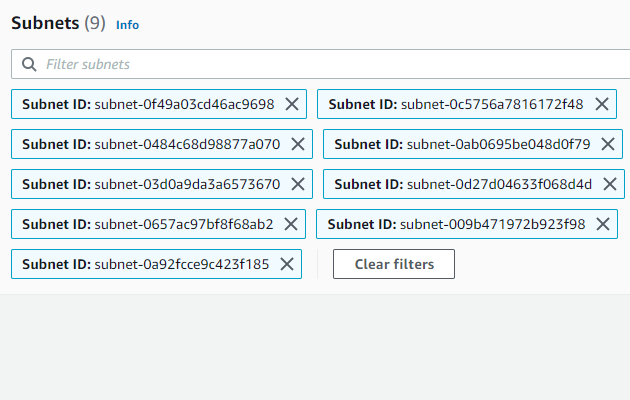 Subnets (9) Info
Filter subnets
Subnet ID: subnet-0f49a03cd46ac9698 Subnet ID: subnet-0c5756a7816172f48
Subnet ID: subnet-0484c68d98877a070 Subnet ID: subnet-0ab0695be048d0f79
Subnet ID: subnet-03d0a9da3a6573670 Subnet ID: subnet-0d27d04633f068d4d
Subnet ID: subnet-0657ac97bf8f68ab2 Subnet ID: subnet-009b471972b923f98
Subnet ID: subnet-0a92fcce9c423f185 Clear filters